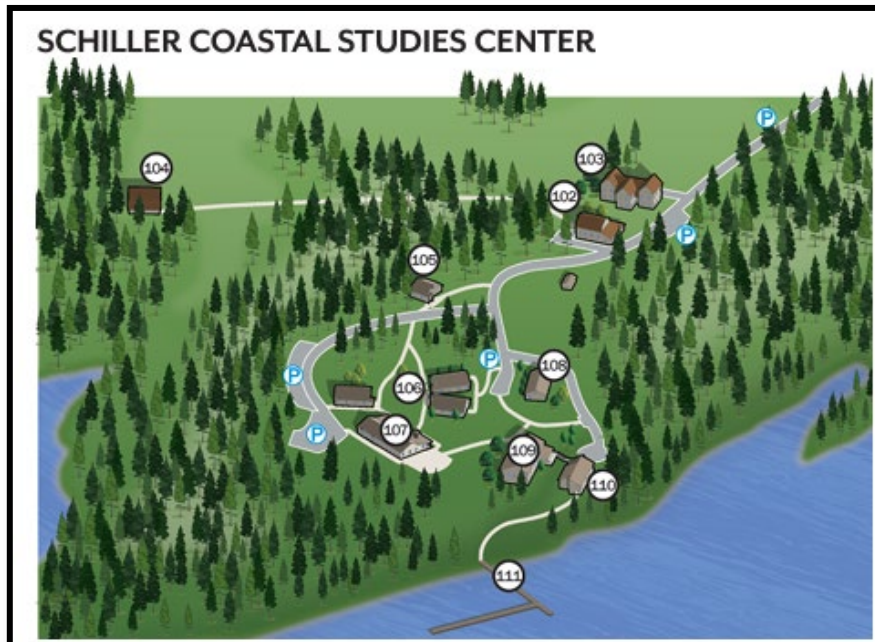 SCHILLER COASTAL STUDIES CENTER
P
104
103
102
P
105
P
108
P
106
107
P
109
110
111